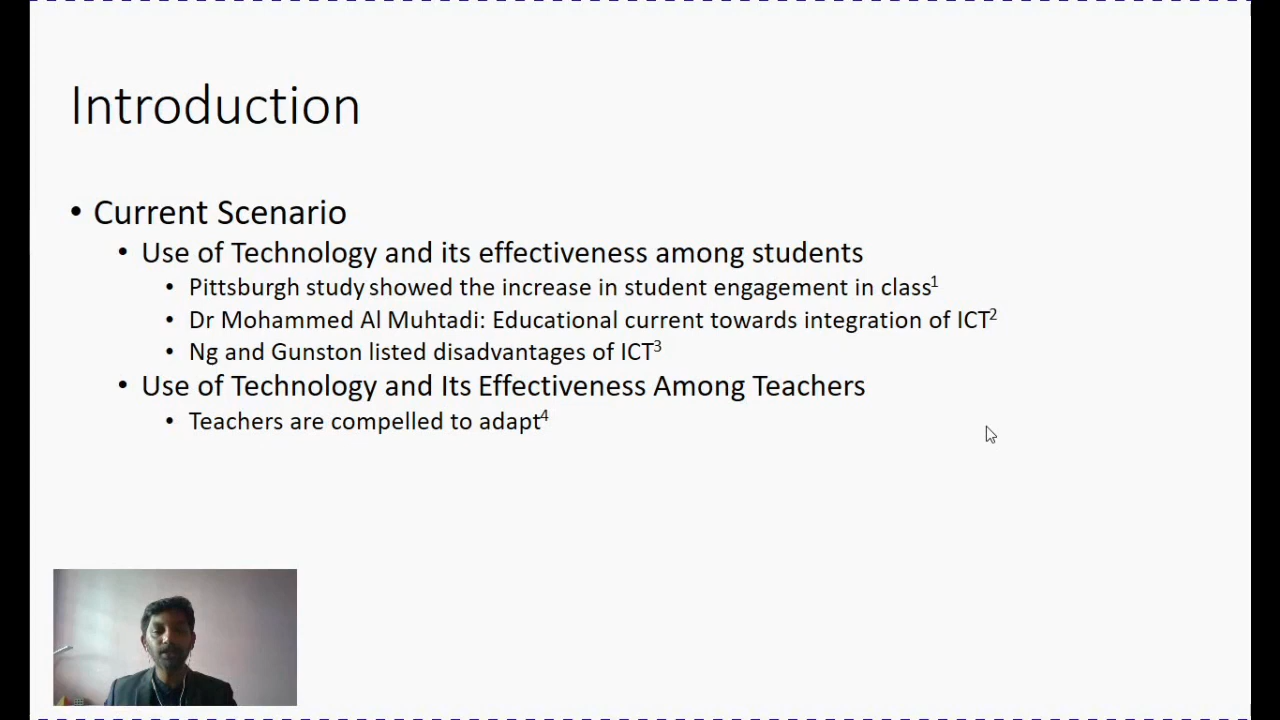 Introduction
• Current Scenario
• Use of Technology and its effectiveness among students
• Pittsburgh study showed the increase in student engagement in class¹
• Dr Mohammed Al Muhtadi: Educational current towards integration of ICT²
• Ng and Gunston listed disadvantages of ICT³
• Use of Technology and Its Effectiveness Among Teachers
• Teachers are compelled to adapt⁴